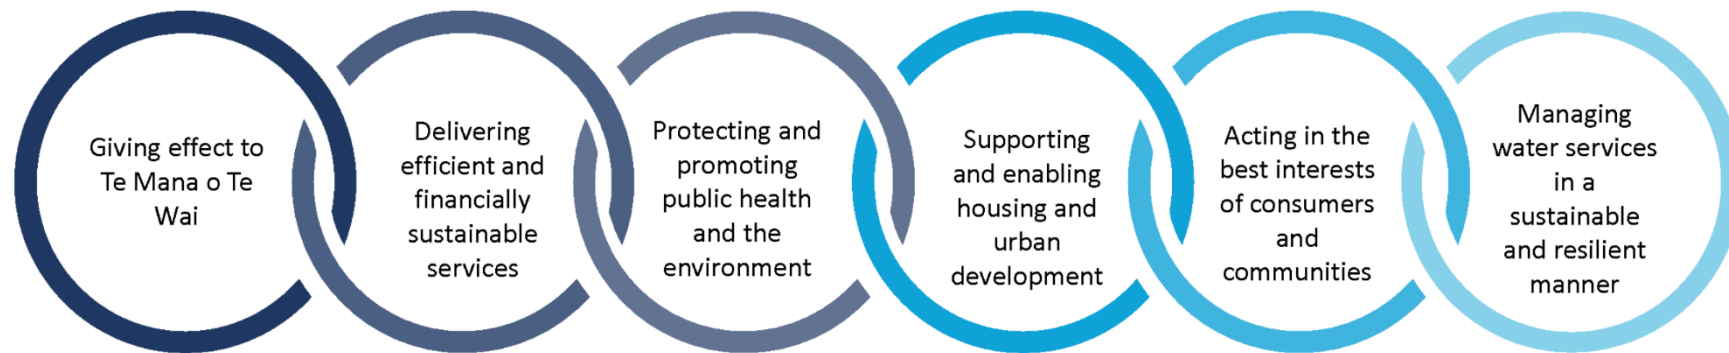 Giving effect to
Te Mana o Te
Wai
Delivering
efficient and
financially
sustainable
services
Protecting and
promoting
public health
and the
environment
Supporting
and enabling
housing and
urban
development
Acting in the
best interests
of consumers
and
communities
Managing
water services
in a
sustainable
and resilient
manner